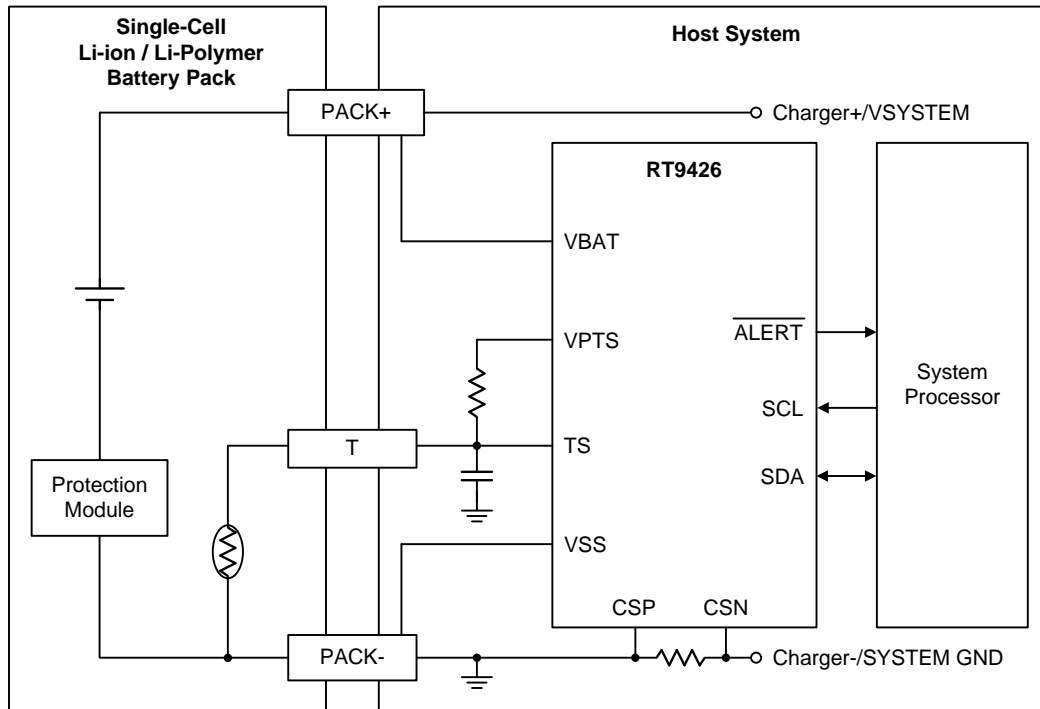 Single-Cell
Li-ion / Li-Polymer
Battery Pack
Host System
PACK+
Charger+/VSYSTEM
RT9426
VBAT
VPTS
ALERT
System
Processor
SCL
T
TS
SDA
Protection
Module
VSS
CSP
CSN
PACK-
Charger-/SYSTEM GND